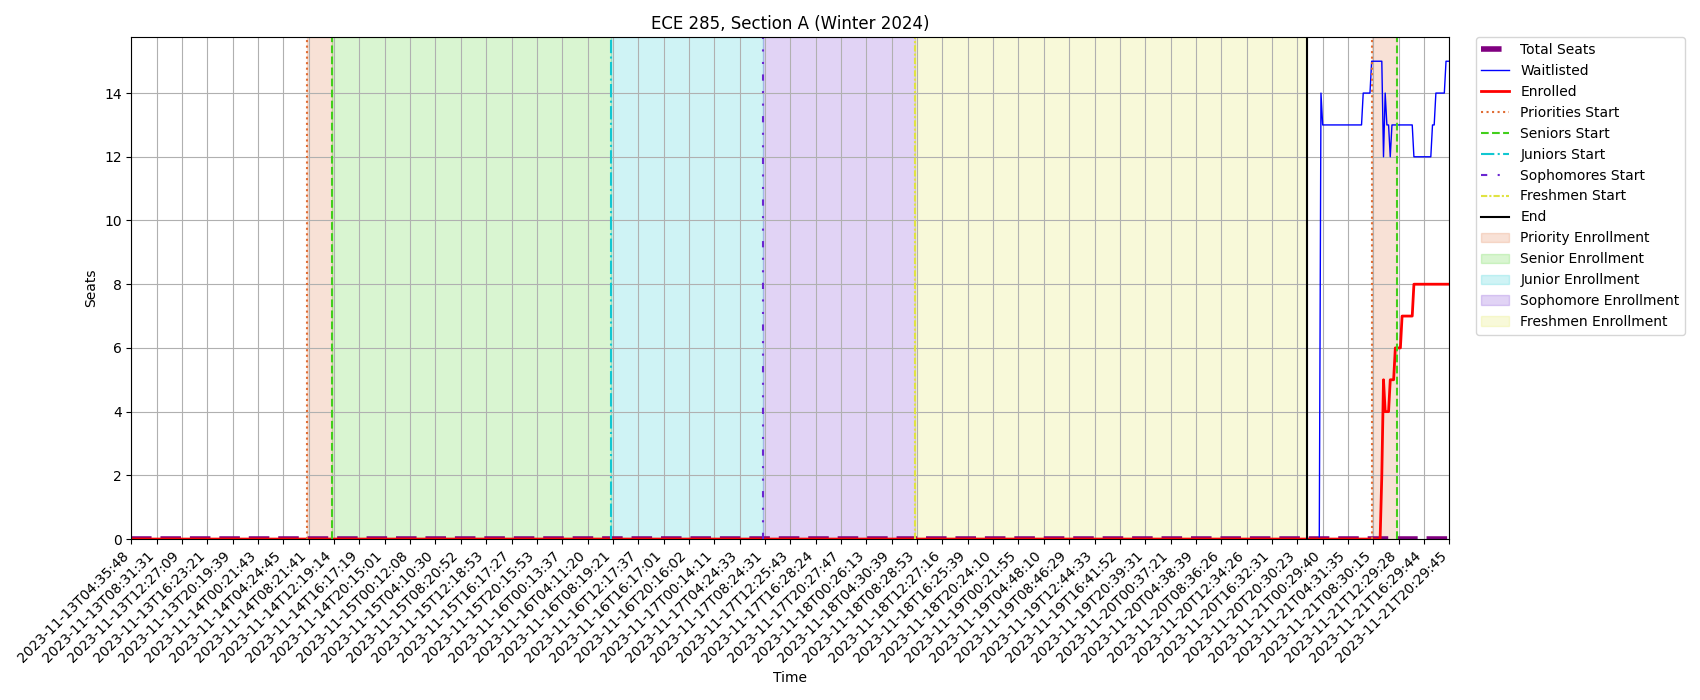 ECE 285, Section A (Winter 2024)
Seats
14
12
10
8
6
4
2
0
2023-11-13T04:35:48
2023-11-13T08:31:31
2023-11-13T12:27:09
2023-11-13T16:23:21
2023-11-13T20:19:39
2023-11-14T00:21:43
2023-11-14T04:24:45
2023-11-14T08:21:41
2023-11-14T12:19:14
2023-11-14T16:17:19
2023-11-14T20:15:01
2023-11-15T00:12:08
2023-11-15T04:10:30
2023-11-15T08:20:52
2023-11-15T12:18:53
2023-11-15T16:17:27
2023-11-15T20:15:53
2023-11-16T00:13:37
2023-11-16T04:11:20
2023-11-16T08:19:21
2023-11-16T12:17:37
2023-11-16T16:17:01
2023-11-16T20:16:02
2023-11-17T00:14:11
2023-11-17T04:24:33
2023-11-17T08:24:31
2023-11-17T12:25:43
2023-11-17T16:28:24
2023-11-17T20:27:47
2023-11-18T00:26:13
2023-11-18T04:30:39
2023-11-18T08:28:53
2023-11-18T12:27:16
2023-11-18T16:25:39
2023-11-18T20:24:10
2023-11-19T00:21:55
2023-11-19T04:48:10
2023-11-19T08:46:29
2023-11-19T12:44:33
2023-11-19T16:41:52
2023-11-19T20:39:31
2023-11-20T00:37:21
2023-11-20T04:38:39
2023-11-20T08:36:26
2023-11-20T12:34:26
2023-11-20T16:32:31
2023-11-20T20:30:23
2023-11-21T00:29:40
2023-11-21T04:31:35
2023-11-21T08:30:15
2023-11-21T12:29:28
2023-11-21T16:29:44
2023-11-21T20:29:45
Time
Total Seats
Waitlisted
Enrolled
Priorities Start
Seniors Start
Juniors Start
Sophomores Start
Freshmen Start
End
Priority Enrollment
Senior Enrollment
Junior Enrollment
Sophomore Enrollment
Freshmen Enrollment